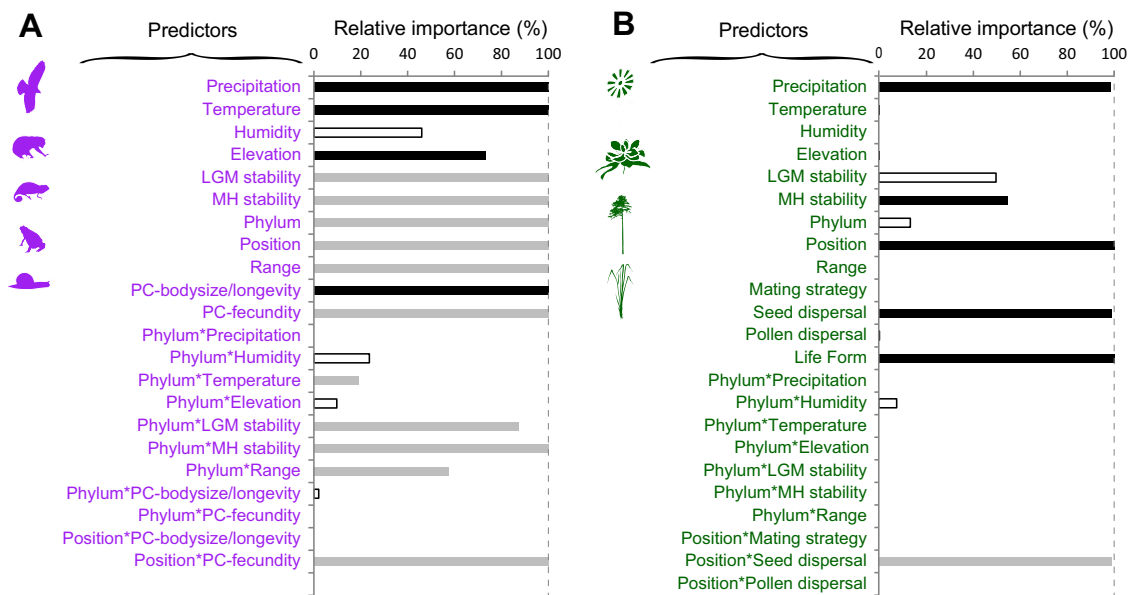 A
Predictors
Relative importance (%)
0 20 40 60 80 100
Precipitation
Temperature
Humidity
Elevation
LGM stability
MH stability
Phylum
Position
Range
PC-bodysize/longevity
PC-fecundity
Phylum*Precipitation
Phylum*Humidity
Phylum*Temperature
Phylum*Elevation
Phylum*LGM stability
Phylum*MH stability
Phylum*Range
Phylum*PC-bodysize/longevity
Phylum*PC-fecundity
Position*PC-bodysize/longevity
Position*PC-fecundity
B
Predictors
Relative importance (%)
0 20 40 60 80 100
Precipitation
Temperature
Humidity
Elevation
LGM stability
MH stability
Phylum
Position
Range
Mating strategy
Seed dispersal
Pollen dispersal
Life Form
Phylum*Precipitation
Phylum*Humidity
Phylum*Temperature
Phylum*Elevation
Phylum*LGM stability
Phylum*MH stability
Phylum*Range
Position*Mating strategy
Position*Seed dispersal
Position*Pollen dispersal